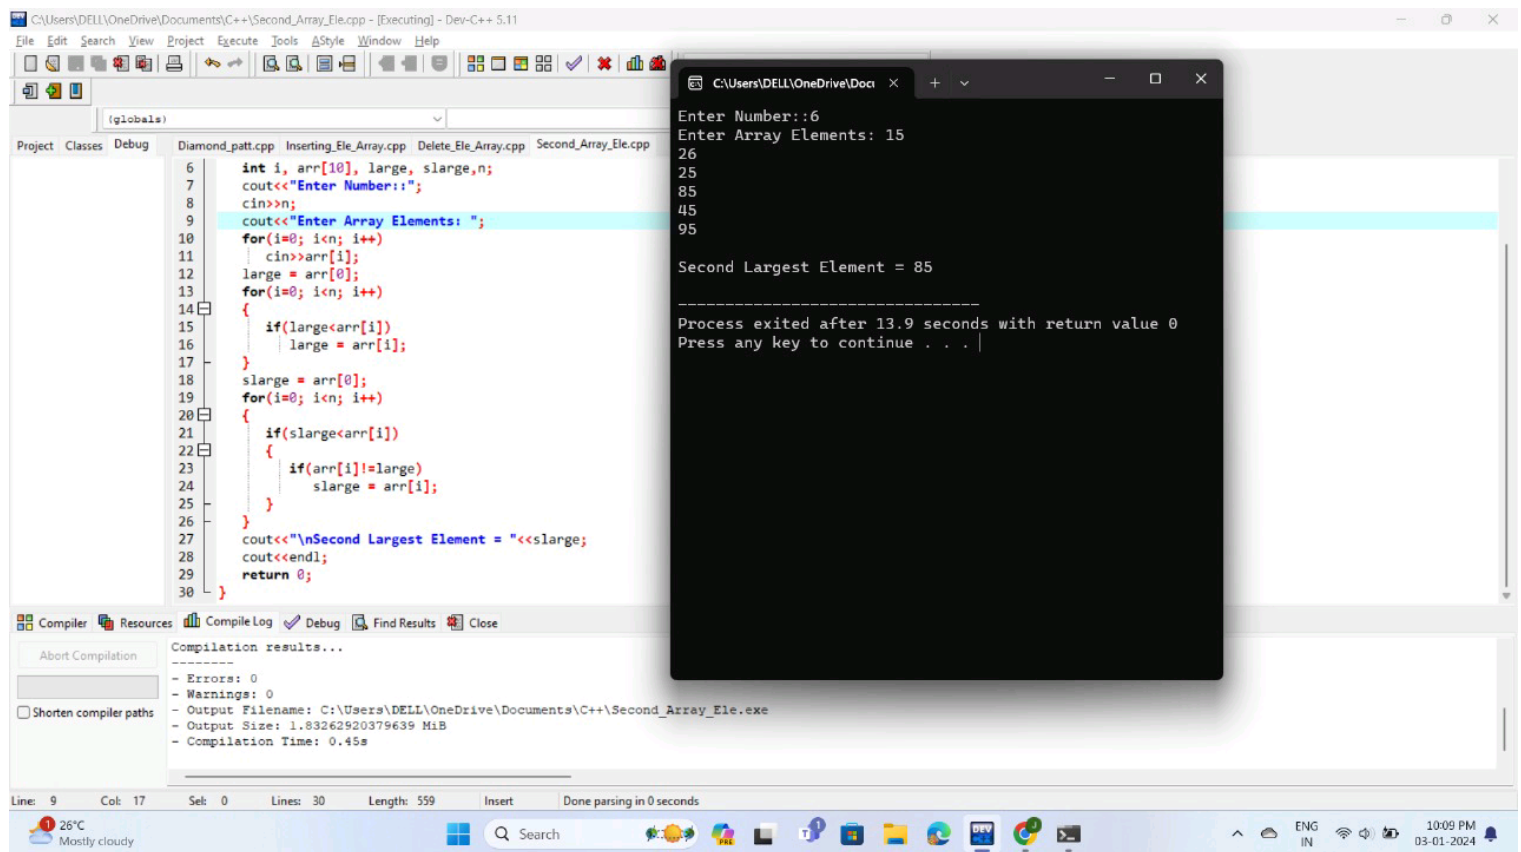 C:\Users\DELL\OneDrive\Documents\C++\Second_Array_Ele.cpp - [Executing] - Dev-C++ 5.11
File Edit Search View Project Execute Tools AStyle Window Help
(globals)
Project Classes Debug
Diamond_patt.cpp Inserting_Ele_Array.cpp Delete_Ele_Array.cpp Second_Array_Ele.cpp
6 int i, arr[10], large, slarge,n;
7 cout<<"Enter Number::";
8 cin>>n;
9 cout<<"Enter Array Elements: ";
10 for(i=0; i<n; i++)
11 cin>>arr[i];
12 large = arr[0];
13 for(i=0; i<n; i++)
14 {
15 if(large<arr[i])
16 large = arr[i];
17 }
18 slarge = arr[0];
19 for(i=0; i<n; i++)
20 {
21 if(slarge<arr[i])
22 {
23 if(arr[i]!=large)
24 slarge = arr[i];
25 }
26 }
27 cout<<"\nSecond Largest Element = "<<slarge;
28 cout<<endl;
29 return 0;
30 }
C:\Users\DELL\OneDrive\Docu
Enter Number::6
Enter Array Elements: 15
26
25
85
45
95
Second Largest Element = 85
--------------------------------
Process exited after 13.9 seconds with return value 0
Press any key to continue . . .
Compiler Resources Compile Log Debug Find Results Close
Abort Compilation
Shorten compiler paths
Compilation results...
--------
- Errors: 0
- Warnings: 0
- Output Filename: C:\Users\DELL\OneDrive\Documents\C++\Second_Array_Ele.exe
- Output Size: 1.83262920379639 MiB
- Compilation Time: 0.45s
Line: 9 Col: 17 Sel: 0 Lines: 30 Length: 559 Insert Done parsing in 0 seconds
1
26°C
Mostly cloudy
Search
PRE
1
DEV
ENG
IN
10:09 PM
03-01-2024